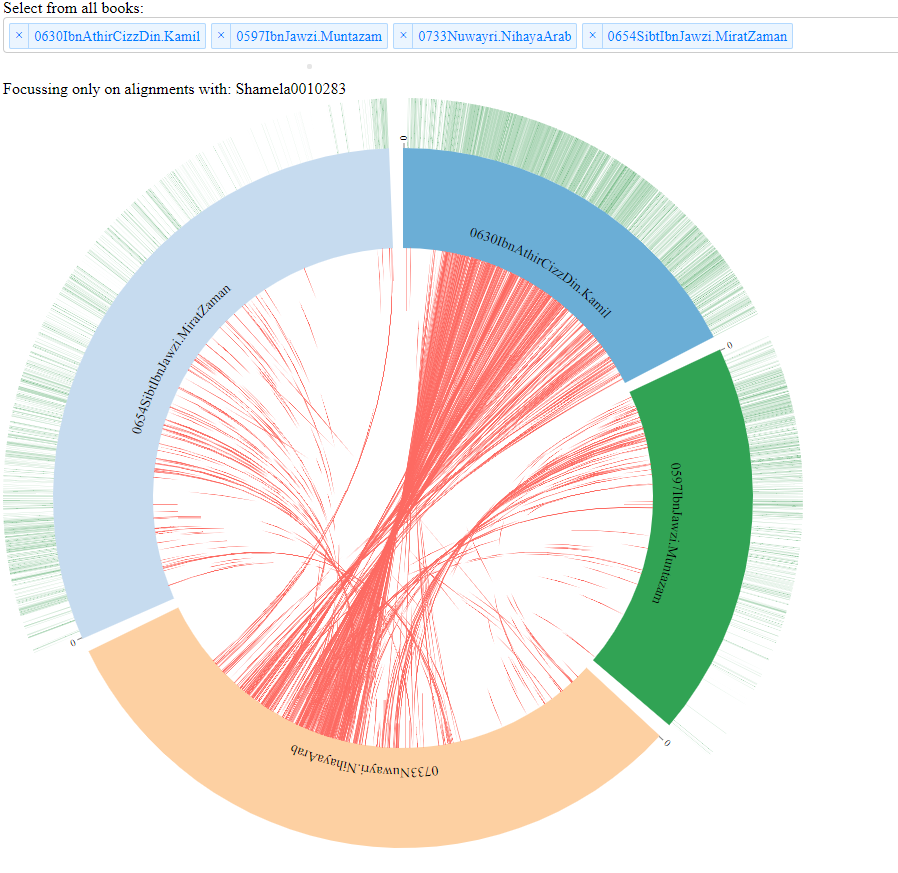 Select from all books:
× 0630IbnAthirCizzDin.Kamil × 0597IbnJawzi.Muntazam × 0733Nuwayri.NihayaArab × 0654SibtIbnJawzi.MiratZaman
Focussing only on alignments with: Shamela0010283
0
0630IbnAthirCizzDin.Kamil
0
0597IbnJawzi.Muntazam
0
0733Nuwayri.NihayaArab
0
0654SibtIbnJawzi.MiratZaman